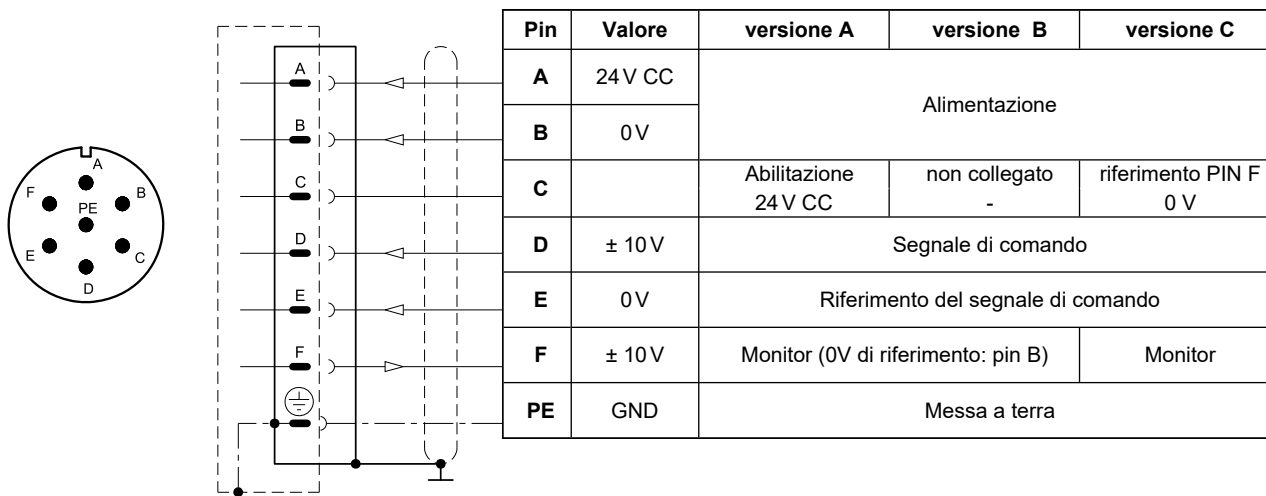 A
F
B
PE
E
C
D
A
B
C
D
E
F
Pin Valore versione A versione B versione C
A 24 V CC Alimentazione
B 0 V
C Abilitazione non collegato riferimento PIN F
24 V CC - 0 V
D ± 10 V Segnale di comando
E 0 V Riferimento del segnale di comando
F ± 10 V Monitor (0V di riferimento: pin B) Monitor
PE GND Messa a terra